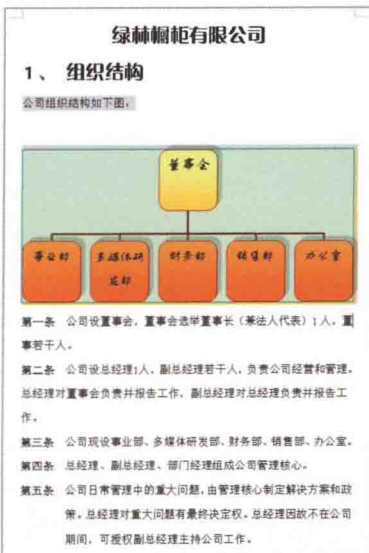 绿林橱柜有限公司
1、 组织结构
公司组织结构如下图：
董事会
事业部 多媒体研发部 财务部 销售部 办公室
第一条 公司设董事会，董事会选举董事长（兼法人代表）1人，董
事若干人。
第二条 公司设总经理1人，副总经理若干人，负责公司经营和管理。
总经理对董事会负责并报告工作，副总经理对总经理负责并报告工
作。
第三条 公司现设事业部、多媒体研发部、财务部、销售部、办公室。
第四条 总经理、副总经理、部门经理组成公司管理核心。
第五条 公司日常管理中的重大问题，由管理核心制定解决方案和政
策。总经理对重大问题有最终决定权。总经理因故不在公司
期间，可授权副总经理主持公司工作。